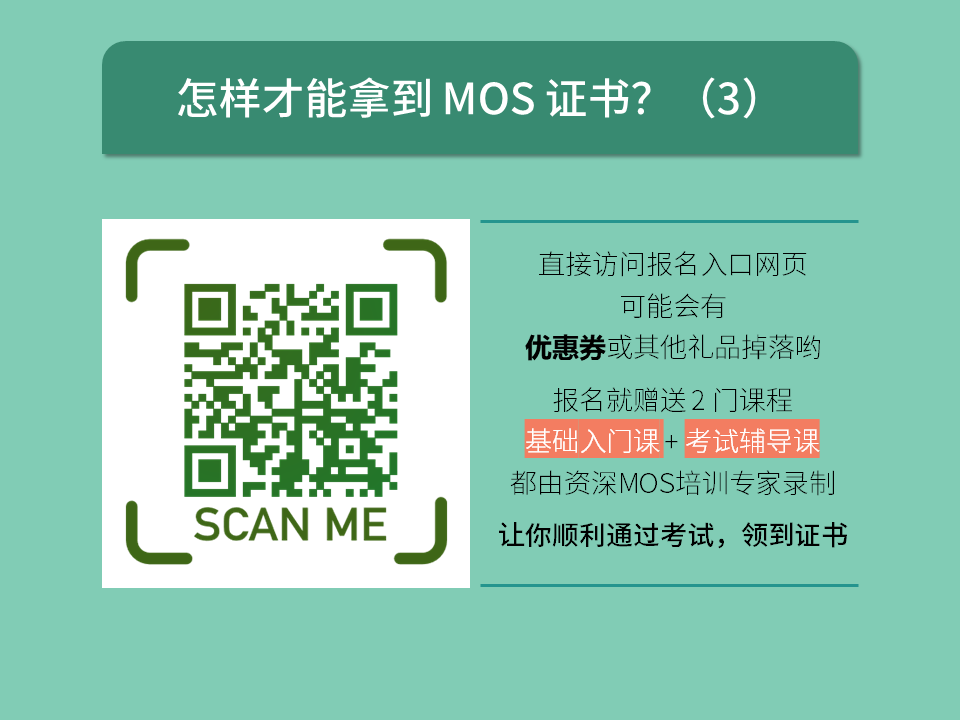 怎样才能拿到 MOS 证书？（3）
SCAN ME
直接访问报名入口网页
可能会有
优惠券或其他礼品掉落哟
报名就赠送 2 门课程
基础入门课 + 考试辅导课
都由资深MOS培训专家录制
让你顺利通过考试，领到证书